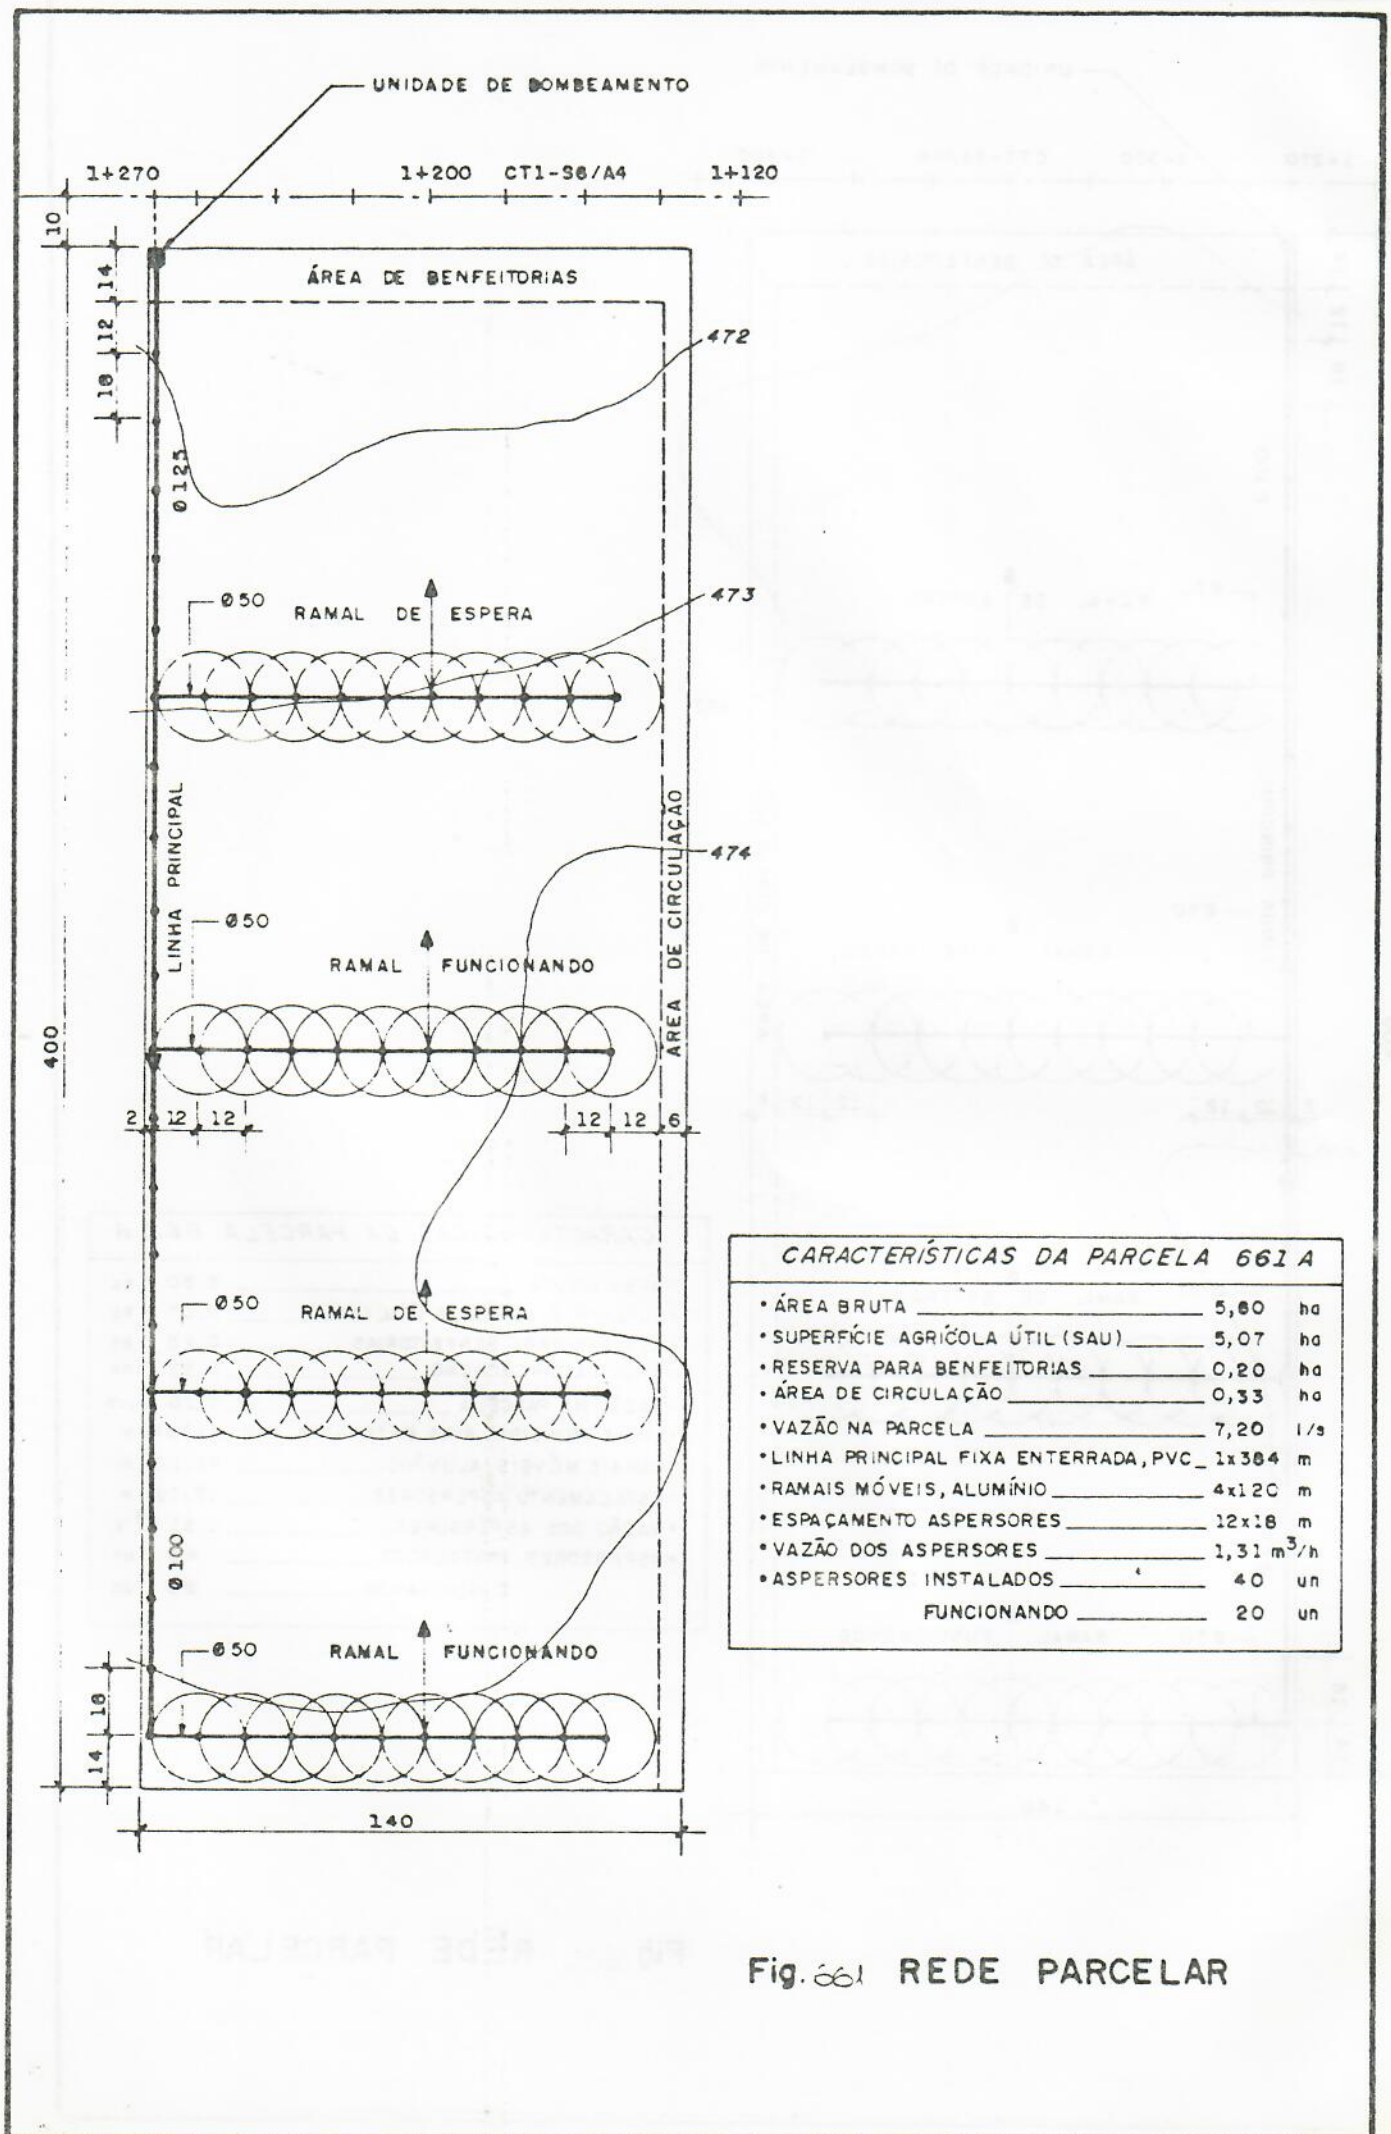 UNIDADE DE BOMBEAMENTO
1+270 1+200 CT1-S6/A4 1+120
10
14
ÁREA DE BENFEITORIAS
12
472
18
Ø125
Ø50 RAMAL DE ESPERA
473
LINHA PRINCIPAL
ÁREA DE CIRCULAÇÃO
474
Ø50
RAMAL FUNCIONANDO
400
2 12 12 12 12 6
Ø50 RAMAL DE ESPERA
Ø100
Ø50 RAMAL FUNCIONANDO
18
14
140
CARACTERÍSTICAS DA PARCELA 661 A
• ÁREA BRUTA 5,60 ha
• SUPERFÍCIE AGRÍCOLA ÚTIL (SAU) 5,07 ha
• RESERVA PARA BENFEITORIAS 0,20 ha
• ÁREA DE CIRCULAÇÃO 0,33 ha
• VAZÃO NA PARCELA 7,20 l/s
• LINHA PRINCIPAL FIXA ENTERRADA, PVC 1x384 m
• RAMAIS MÓVEIS, ALUMÍNIO 4x120 m
• ESPAÇAMENTO ASPERSORES 12x18 m
• VAZÃO DOS ASPERSORES 1,31 m³/h
• ASPERSORES INSTALADOS 40 un
FUNCIONANDO 20 un
Fig. 661 REDE PARCELAR